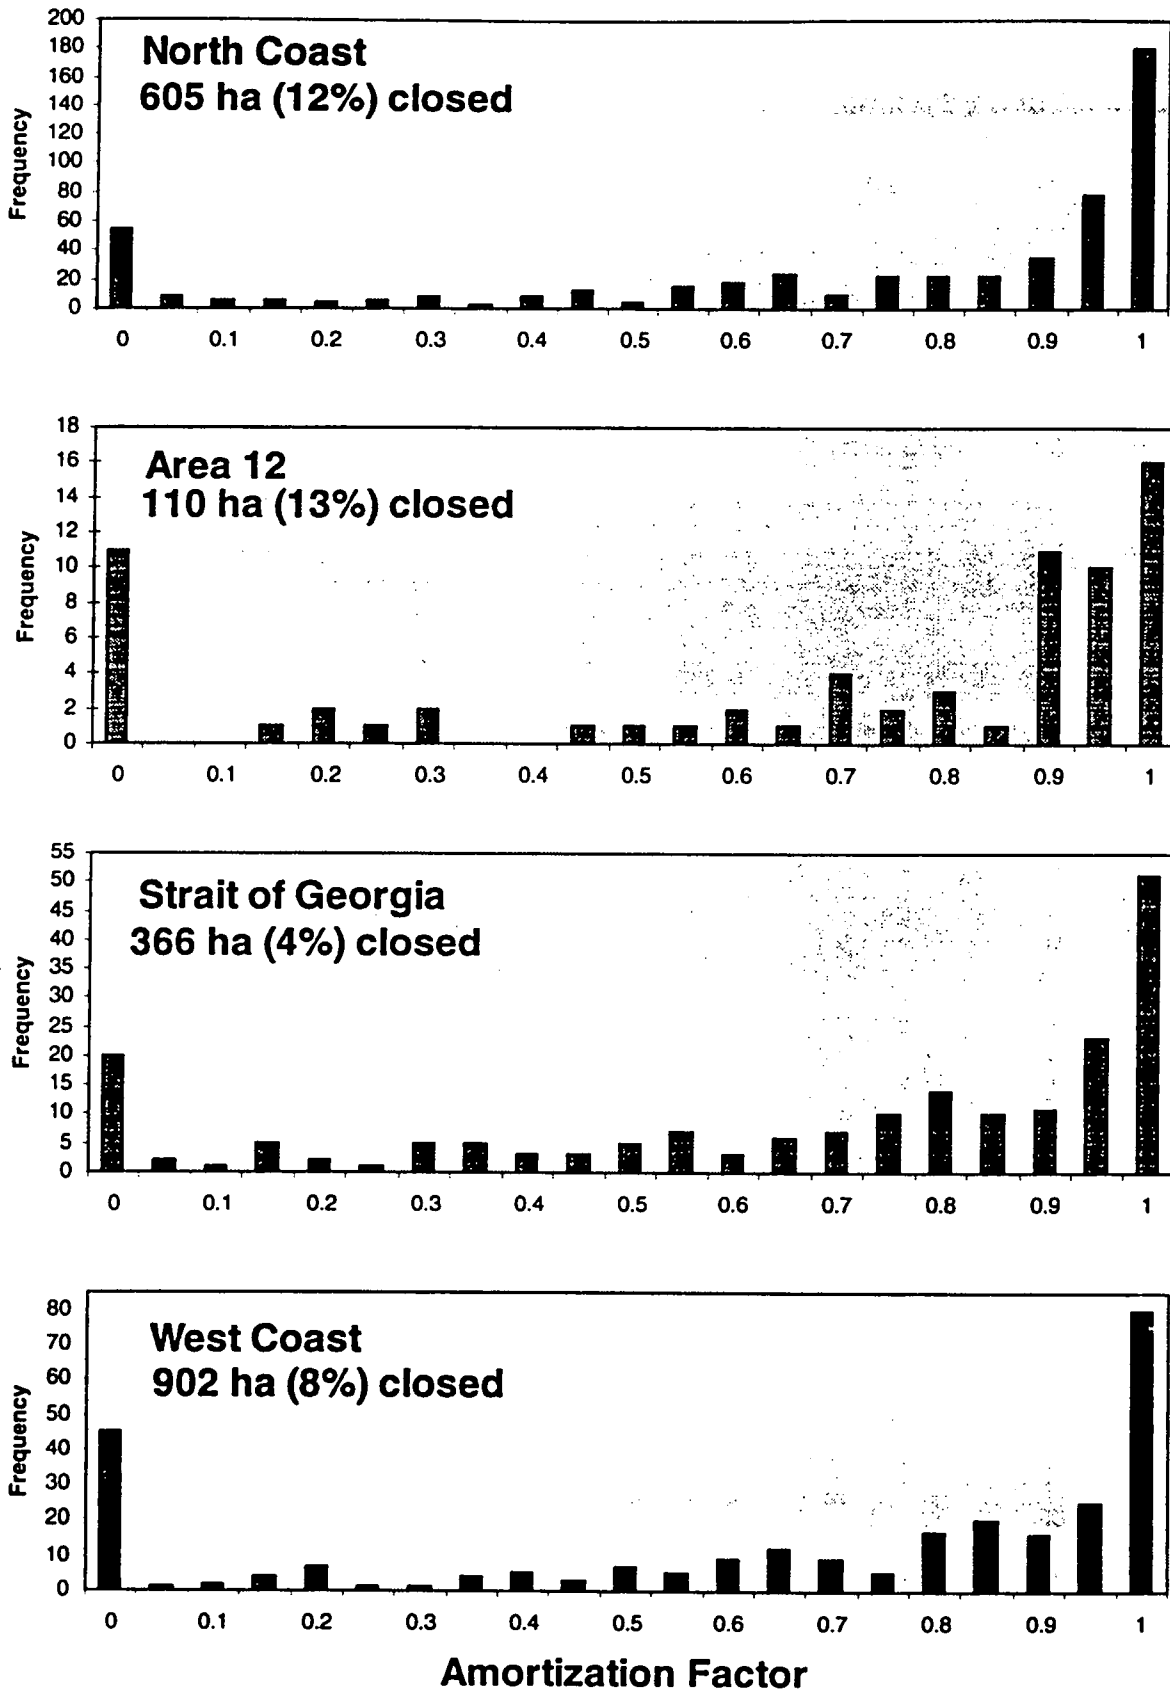 200
180
160
140
120
100
80
60
40
20
0
Frequency
North Coast
605 ha (12%) closed
0 0.1 0.2 0.3 0.4 0.5 0.6 0.7 0.8 0.9 1
18
16
14
12
10
8
6
4
2
0
Frequency
Area 12
110 ha (13%) closed
0 0.1 0.2 0.3 0.4 0.5 0.6 0.7 0.8 0.9 1
55
50
45
40
35
30
25
20
15
10
5
0
Frequency
Strait of Georgia
366 ha (4%) closed
0 0.1 0.2 0.3 0.4 0.5 0.6 0.7 0.8 0.9 1
80
70
60
50
40
30
20
10
0
Frequency
West Coast
902 ha (8%) closed
0 0.1 0.2 0.3 0.4 0.5 0.6 0.7 0.8 0.9 1
Amortization Factor